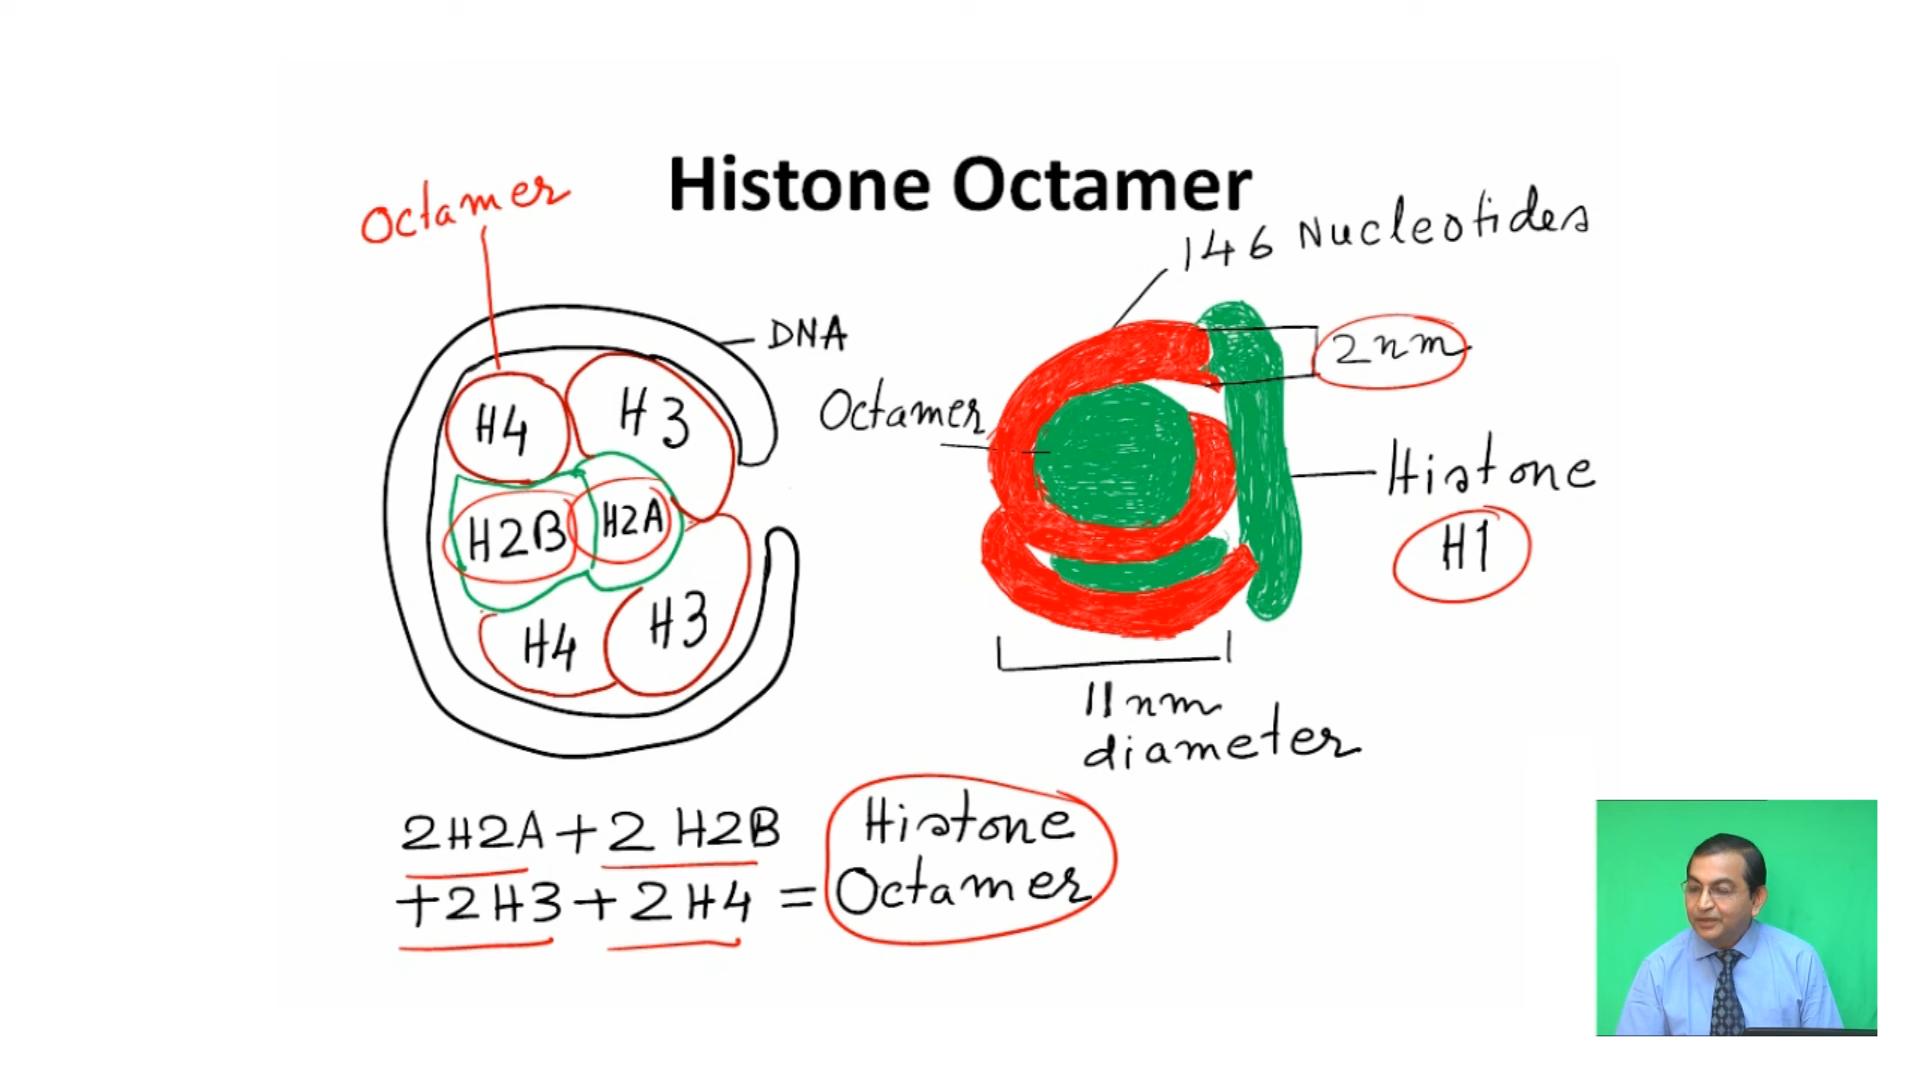 Histone Octamer
Octamer
146 Nucleotides
DNA
2nm
H4
H3
Octamer
Histone
H1
H2B
H2A
H4
H3
11nm
diameter
2H2A+2 H2B
+2H3+2H4 =
Histone
Octamer